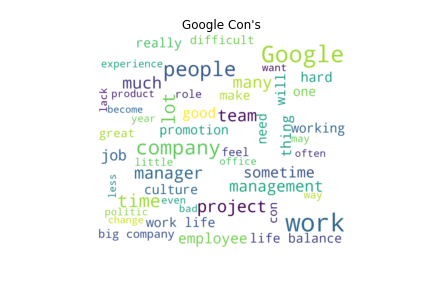 Google Con's
really difficult
Google
experience people want
much many will hard
lack product role make one
become lot good team
year need thing working
great promotion may
company feel often
job little office
manager sometime
less culture management
time even project con way
politic bad work
change work life
big company employee life balance